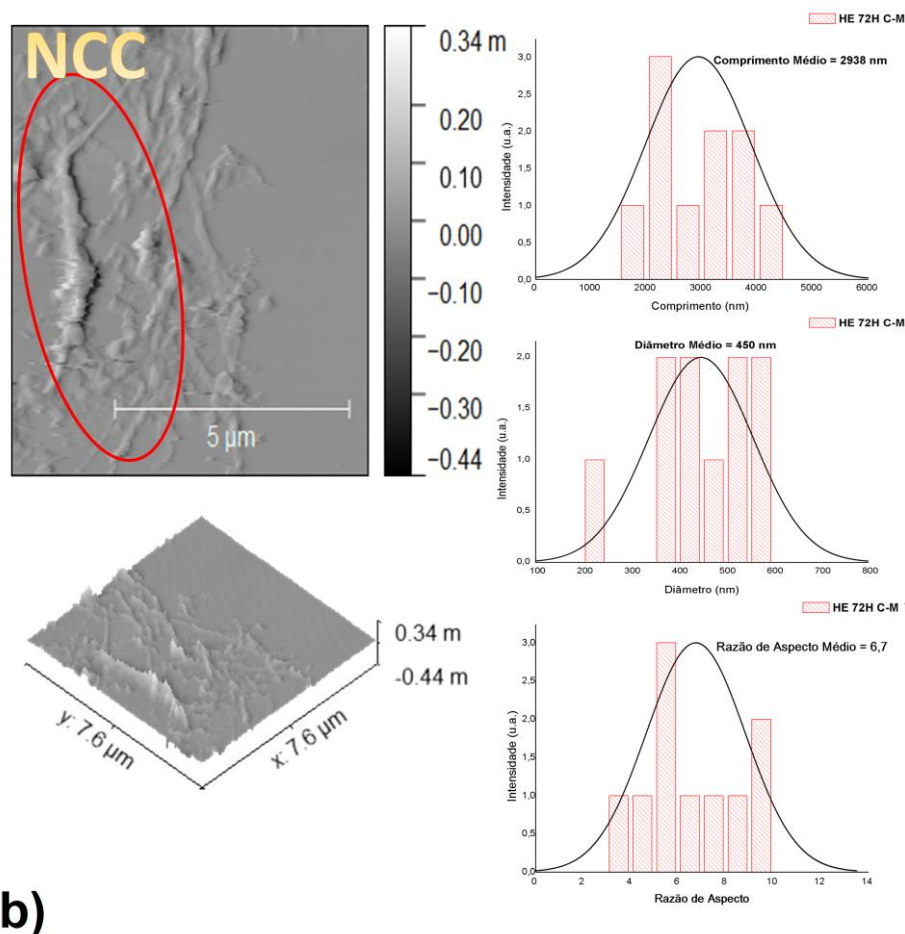 NCC
0.34 m
0.20
0.10
0.00
−0.10
−0.20
−0.30
−0.44
5 µm
0.34 m
-0.44 m
y: 7.6 µm
x: 7.6 µm
HE 72H C-M
Comprimento Médio = 2938 nm
Intensidade (u.a.)
3,0
2,5
2,0
1,5
1,0
0,5
0,0
0 1000 2000 3000 4000 5000 6000
Comprimento (nm)
HE 72H C-M
Diâmetro Médio = 450 nm
Intensidade (u.a.)
2,0
1,5
1,0
0,5
0,0
100 200 300 400 500 600 700 800
Diâmetro (nm)
HE 72H C-M
Razão de Aspecto Médio = 6,7
Intensidade (u.a.)
3,0
2,5
2,0
1,5
1,0
0,5
0,0
0 2 4 6 8 10 12 14
Razão de Aspecto
b)